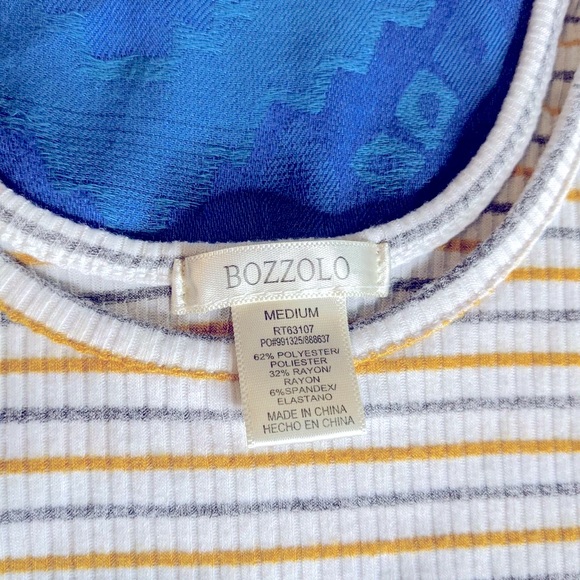 BOZZOLO
MEDIUM
RT63107
PO#991325/888637
62% POLYESTER/
POLIESTER
32% RAYON/
RAYON
6%SPANDEX/
ELASTANO
MADE IN CHINA
HECHO EN CHINA